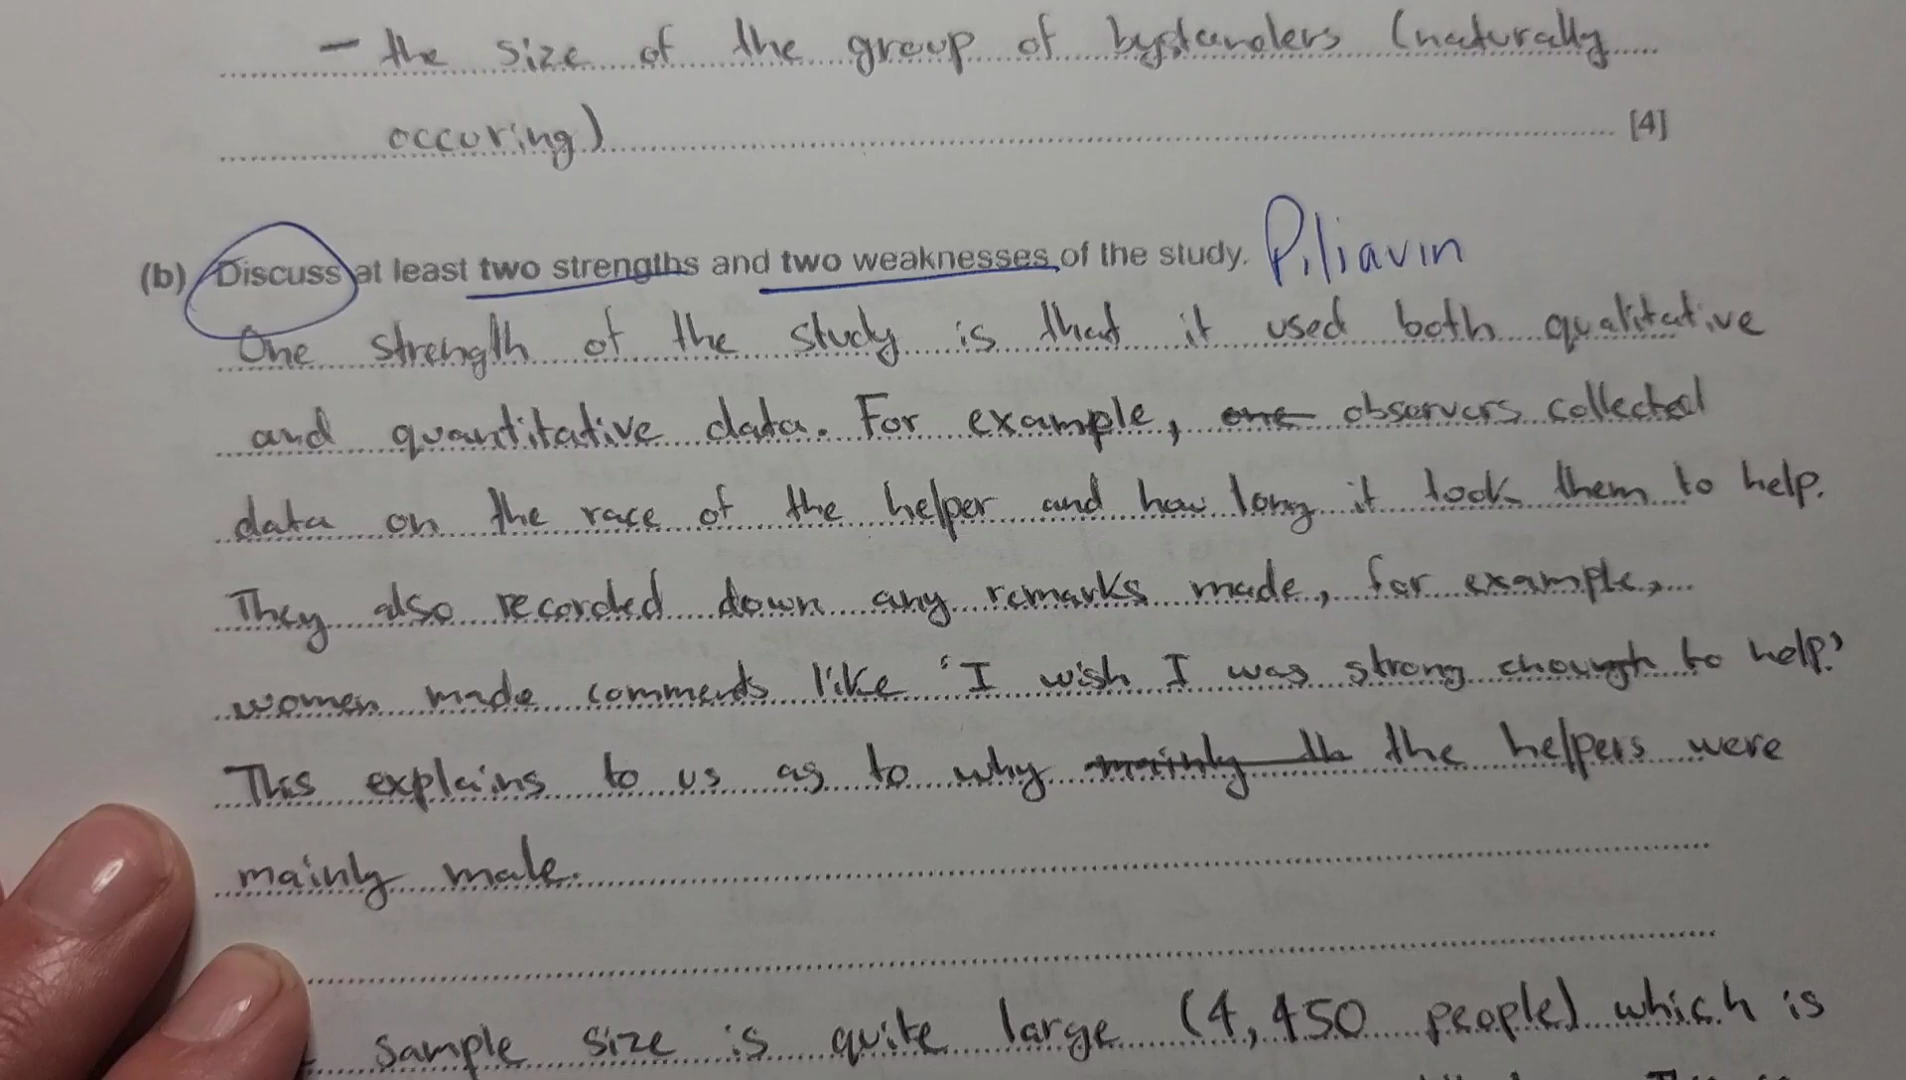 - the size of the group of bystanders (naturally
occuring) [4]
(b) Discuss at least two strengths and two weaknesses of the study. Piliavin
One strength of the study is that it used both qualitative
and quantitative data. For example, one observers collected
data on the race of the helper and how long it took them to help.
They also recorded down any remarks made, for example,
women made comments like 'I wish I was strong enough to help.'
This explains to us as to why mainly th the helpers were
mainly male.
sample size is quite large (4,450 people) which is